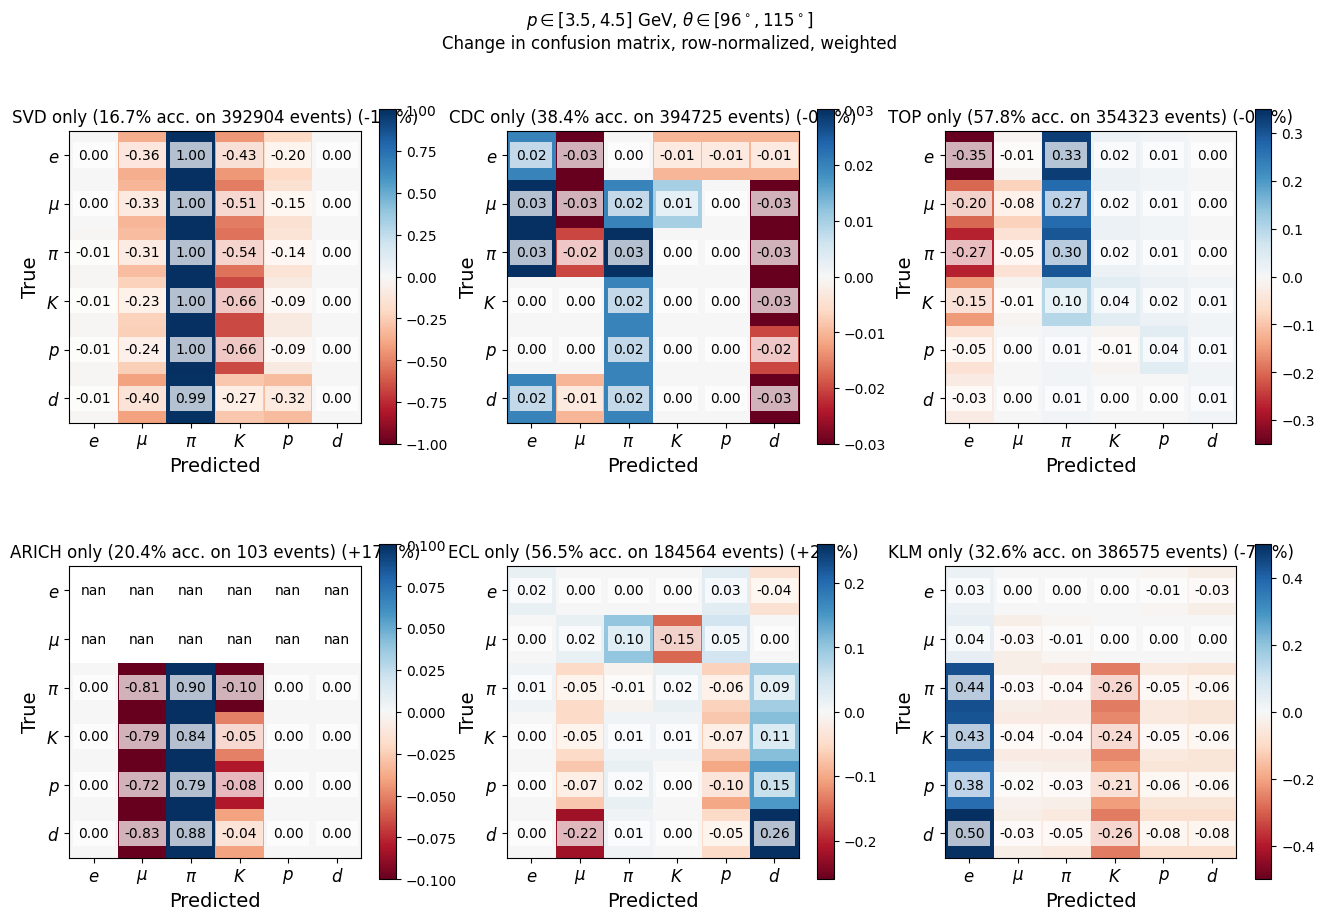 p ∈ [3.5, 4.5] GeV, θ ∈ [96°, 115°]
Change in confusion matrix, row-normalized, weighted
SVD only (16.7% acc. on 392904 events)
e 0.00 -0.36 1.00 -0.43 -0.20 0.00
μ 0.00 -0.33 1.00 -0.51 -0.15 0.00
π -0.01 -0.31 1.00 -0.54 -0.14 0.00
K -0.01 -0.23 1.00 -0.66 -0.09 0.00
p -0.01 -0.24 1.00 -0.66 -0.09 0.00
d -0.01 -0.40 0.99 -0.27 -0.32 0.00
e μ π K p d
True
Predicted
1.00
0.75
0.50
0.25
0.00
−0.25
−0.50
−0.75
−1.00
CDC only (38.4% acc. on 394725 events)
e 0.02 -0.03 0.00 -0.01 -0.01 -0.01
μ 0.03 -0.03 0.02 0.01 0.00 -0.03
π 0.03 -0.02 0.03 0.00 0.00 -0.03
K 0.00 0.00 0.02 0.00 0.00 -0.03
p 0.00 0.00 0.02 0.00 0.00 -0.02
d 0.02 -0.01 0.02 0.00 0.00 -0.03
e μ π K p d
True
Predicted
0.03
0.02
0.01
0.000
−0.01
−0.02
−0.03
TOP only (57.8% acc. on 354323 events)
e -0.35 -0.01 0.33 0.02 0.01 0.00
μ -0.20 -0.08 0.27 0.02 0.01 0.00
π -0.27 -0.05 0.30 0.02 0.01 0.00
K -0.15 -0.01 0.10 0.04 0.02 0.01
p -0.05 0.00 0.01 -0.01 0.04 0.01
d -0.03 0.00 0.01 0.00 0.00 0.01
e μ π K p d
True
Predicted
0.3
0.2
0.1
0.0
−0.1
−0.2
−0.3
ARICH only (20.4% acc. on 103 events)
e nan nan nan nan nan nan
μ nan nan nan nan nan nan
π 0.00 -0.81 0.90 -0.10 0.00 0.00
K 0.00 -0.79 0.84 -0.05 0.00 0.00
p 0.00 -0.72 0.79 -0.08 0.00 0.00
d 0.00 -0.83 0.88 -0.04 0.00 0.00
e μ π K p d
True
Predicted
0.100
0.075
0.050
0.025
0.000
−0.025
−0.050
−0.075
−0.100
ECL only (56.5% acc. on 184564 events)
e 0.02 0.00 0.00 0.00 0.03 -0.04
μ 0.00 0.02 0.10 -0.15 0.05 0.00
π 0.01 -0.05 -0.01 0.02 -0.06 0.09
K 0.00 -0.05 0.01 0.01 -0.07 0.11
p 0.00 -0.07 0.02 0.00 -0.10 0.15
d 0.00 -0.22 0.01 0.00 -0.05 0.26
e μ π K p d
True
Predicted
0.2
0.1
0.0
−0.1
−0.2
KLM only (32.6% acc. on 386575 events)
e 0.03 0.00 0.00 0.00 -0.01 -0.03
μ 0.04 -0.03 -0.01 0.00 0.00 0.00
π 0.44 -0.03 -0.04 -0.26 -0.05 -0.06
K 0.43 -0.04 -0.04 -0.24 -0.05 -0.06
p 0.38 -0.02 -0.03 -0.21 -0.06 -0.06
d 0.50 -0.03 -0.05 -0.26 -0.08 -0.08
e μ π K p d
True
Predicted
0.4
0.2
0.0
−0.2
−0.4